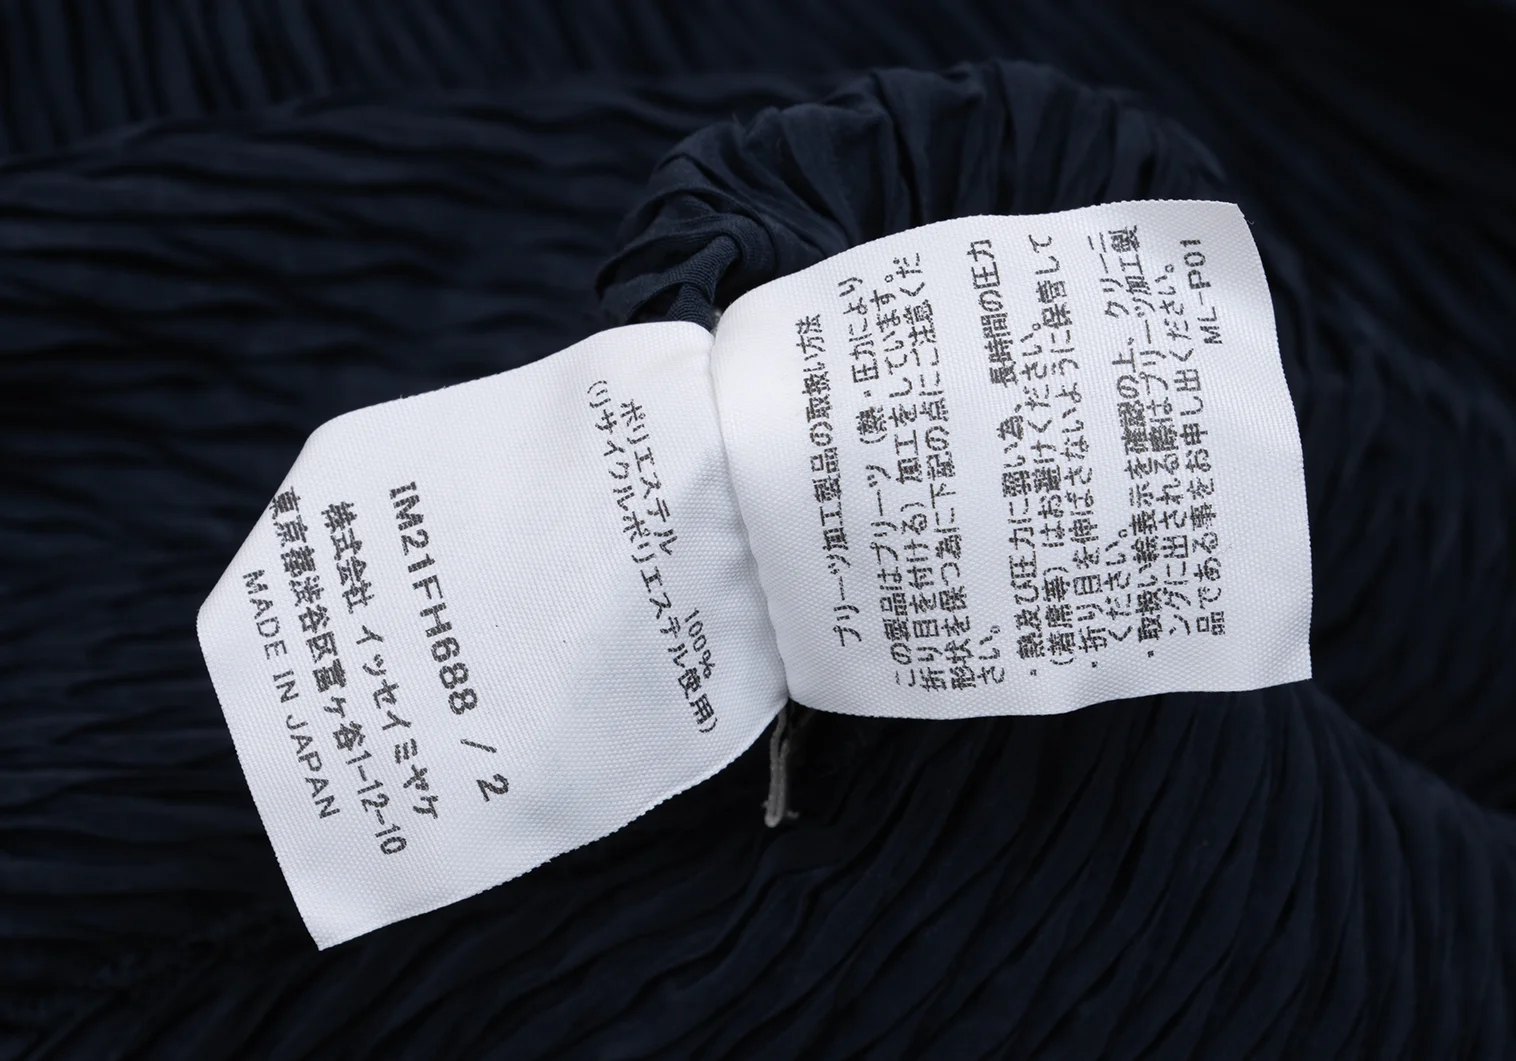 ポリエステル 100%
(リサイクルポリエステル使用)
IM21FH688 / 2
株式会社 イッセイミヤケ
東京都渋谷区富ヶ谷1-12-10
MADE IN JAPAN
プリーツ加工製品の取扱い方法
この製品はプリーツ(熱・圧力により
折り目を付ける)加工をしています。
形状を保つ為に下記の点にご注意くだ
さい。
・熱及び圧力に弱い為、長時間の圧力
(着席等)はお避けください。
・折り目を伸ばさないように保管して
ください。
・取扱い絵表示を確認の上、クリーニ
ングに出される際はプリーツ加工製
品である事をお申し出ください。
ML-P01